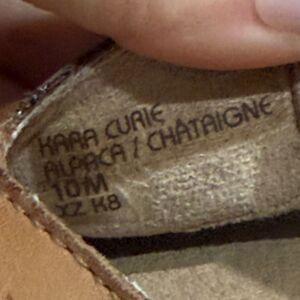 KARA CURIE
ALPACA / CHÂTAIGNE
10M
XZ K8